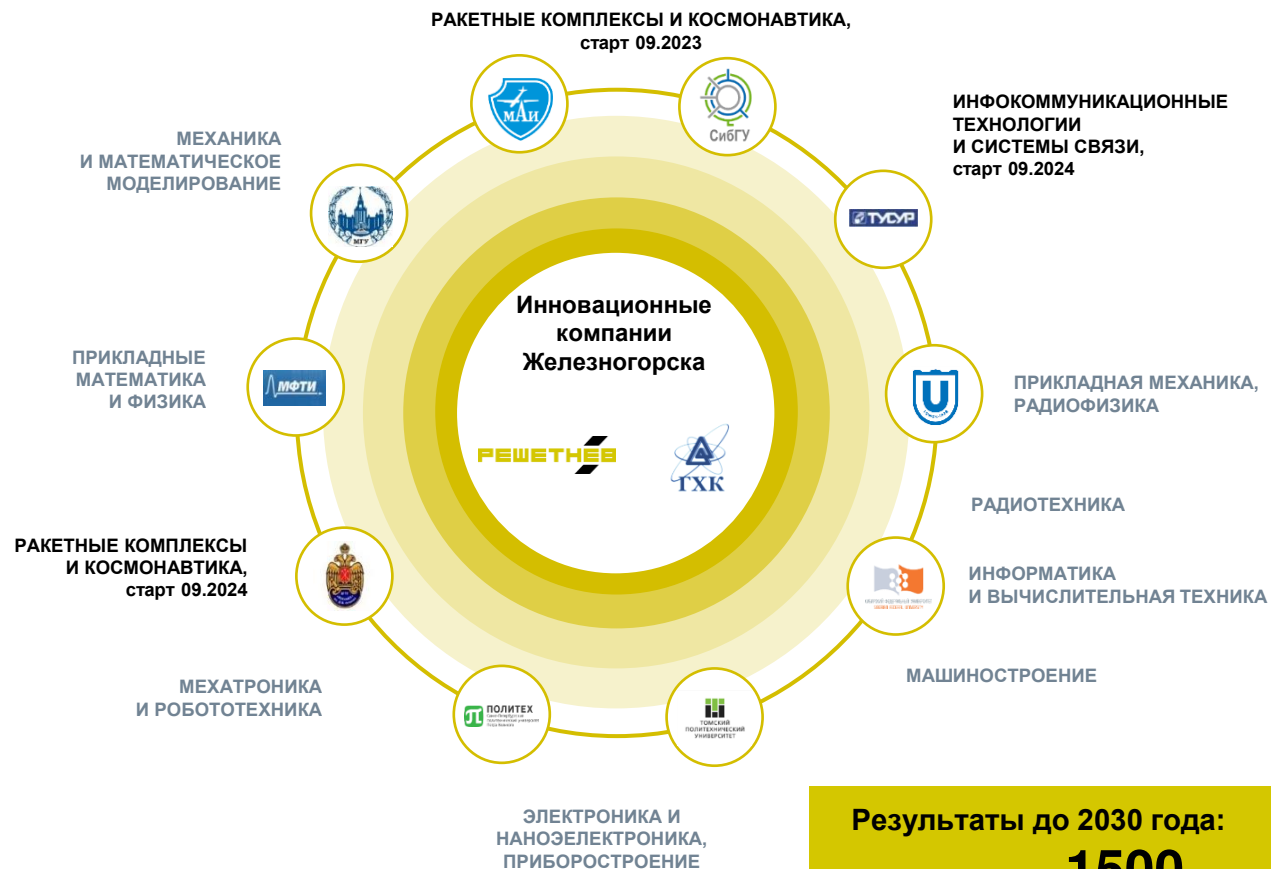 РАКЕТНЫЕ КОМПЛЕКСЫ И КОСМОНАВТИКА,
старт 09.2023
МАИ
СибГУ
ИНФОКОММУНИКАЦИОННЫЕ
ТЕХНОЛОГИИ
И СИСТЕМЫ СВЯЗИ,
старт 09.2024
МЕХАНИКА
И МАТЕМАТИЧЕСКОЕ
МОДЕЛИРОВАНИЕ
МГУ
ТУСУР
Инновационные
компании
Железногорска
ПРИКЛАДНЫЕ
МАТЕМАТИКА
И ФИЗИКА
МФТИ
ПРИКЛАДНАЯ МЕХАНИКА,
РАДИОФИЗИКА
РЕШЕТНЁВ
ГХК
РАДИОТЕХНИКА
РАКЕТНЫЕ КОМПЛЕКСЫ
И КОСМОНАВТИКА,
старт 09.2024
ИНФОРМАТИКА
И ВЫЧИСЛИТЕЛЬНАЯ ТЕХНИКА
МАШИНОСТРОЕНИЕ
МЕХАТРОНИКА
И РОБОТОТЕХНИКА
ПОЛИТЕХ
ТОМСКИЙ
ПОЛИТЕХНИЧЕСКИЙ
УНИВЕРСИТЕТ
ЭЛЕКТРОНИКА И
НАНОЭЕЛЕКТРОНИКА,
ПРИБОРОСТРОЕНИЕ
Результаты до 2030 года:
1500